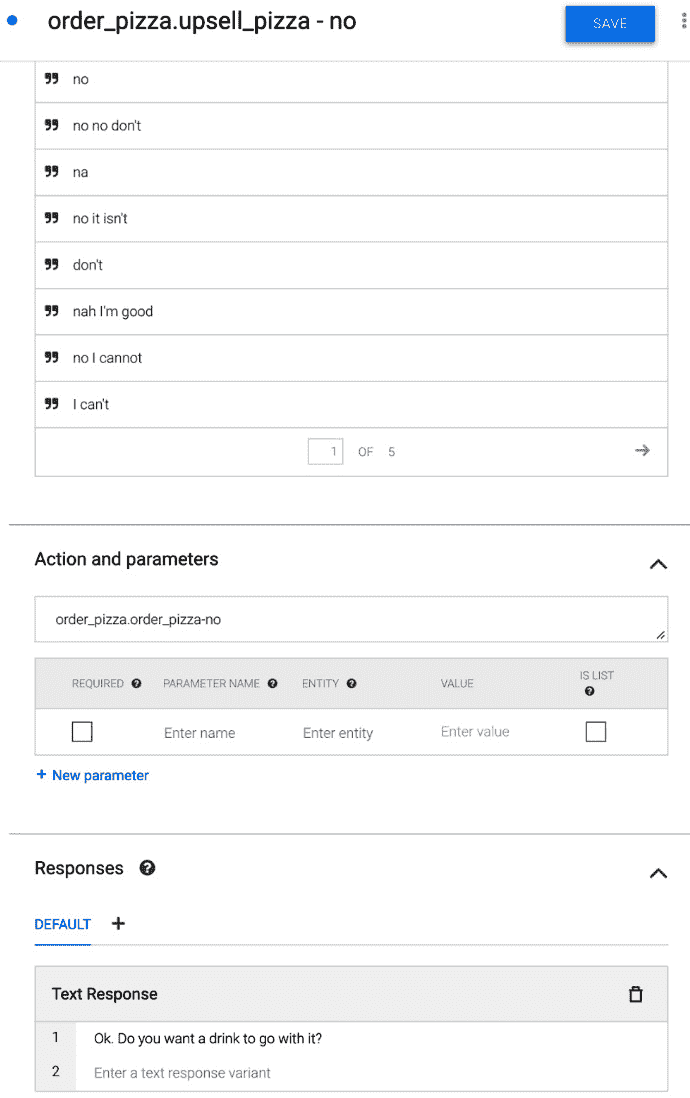 order_pizza.upsell_pizza - no
SAVE
no
no no don't
na
no it isn't
don't
nah I'm good
no I cannot
I can't
1 OF 5
Action and parameters
order_pizza.order_pizza-no
REQUIRED PARAMETER NAME ENTITY VALUE IS LIST
Enter name Enter entity Enter value
+ New parameter
Responses
DEFAULT +
Text Response
1 Ok. Do you want a drink to go with it?
2 Enter a text response variant